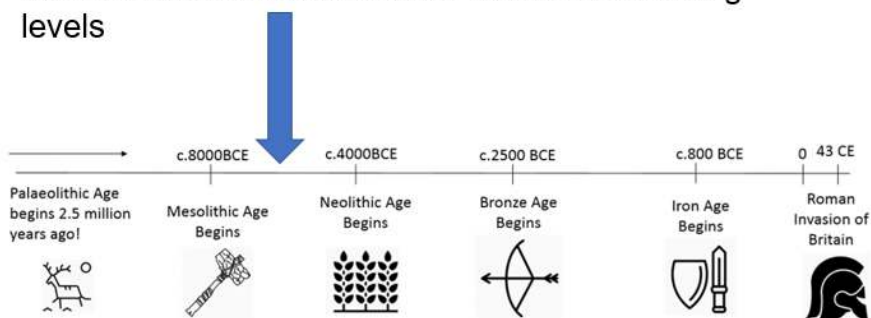 levels
c.8000BCE
c.4000BCE
c.2500 BCE
c.800 BCE
0
43 CE
Palaeolithic Age
begins 2.5 million
years ago!
Mesolithic Age
Begins
Neolithic Age
Begins
Bronze Age
Begins
Iron Age
Begins
Roman
Invasion of
Britain